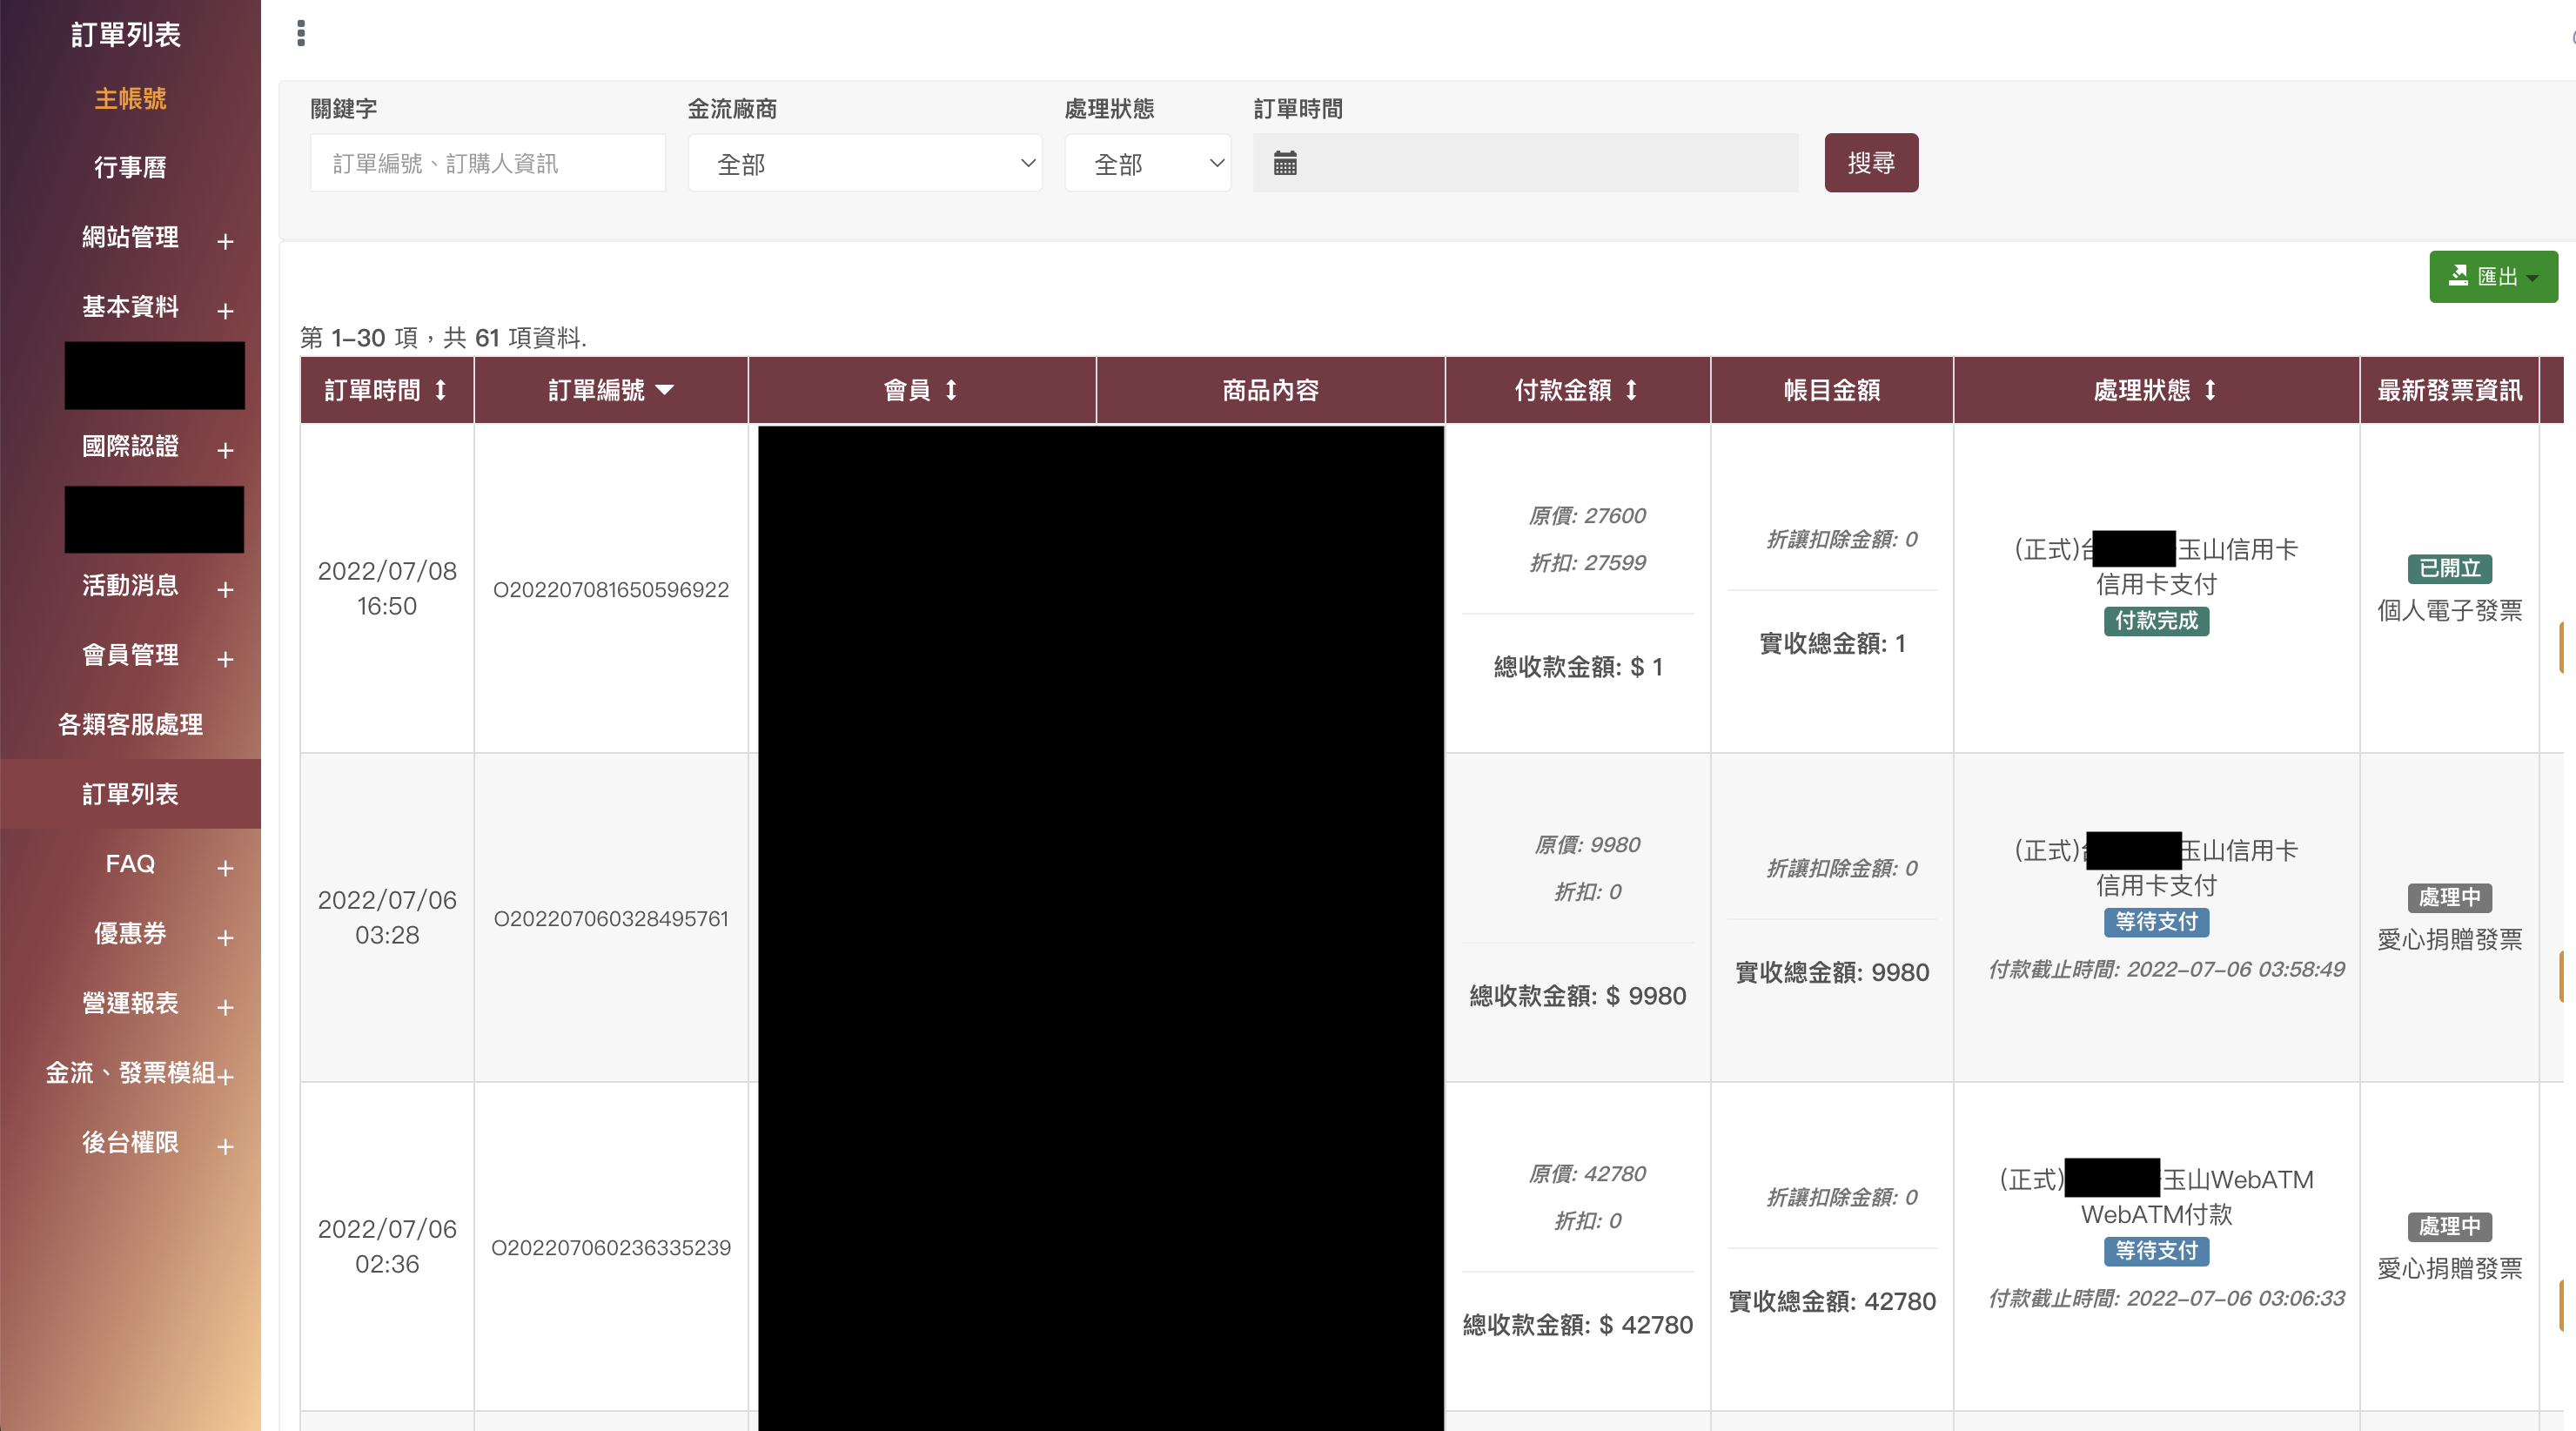 訂單列表
主帳號
行事曆
網站管理 +
基本資料 +
國際認證 +
活動消息 +
會員管理 +
各類客服處理
訂單列表
FAQ +
優惠券 +
營運報表 +
金流、發票模組+
後台權限 +
關鍵字
訂單編號、訂購人資訊
金流廠商
全部
處理狀態
全部
訂單時間
搜尋
匯出
第 1–30 項，共 61 項資料.
訂單時間
訂單編號
會員
商品內容
付款金額
帳目金額
處理狀態
最新發票資訊
2022/07/08
16:50
O202207081650596922
原價: 27600
折扣: 27599
總收款金額: $ 1
折讓扣除金額: 0
實收總金額: 1
(正式)台 玉山信用卡
信用卡支付
付款完成
已開立
個人電子發票
2022/07/06
03:28
O202207060328495761
原價: 9980
折扣: 0
總收款金額: $ 9980
折讓扣除金額: 0
實收總金額: 9980
(正式) 玉山信用卡
信用卡支付
等待支付
付款截止時間: 2022-07-06 03:58:49
處理中
愛心捐贈發票
2022/07/06
02:36
O202207060236335239
原價: 42780
折扣: 0
總收款金額: $ 42780
折讓扣除金額: 0
實收總金額: 42780
(正式) 玉山WebATM
WebATM付款
等待支付
付款截止時間: 2022-07-06 03:06:33
處理中
愛心捐贈發票